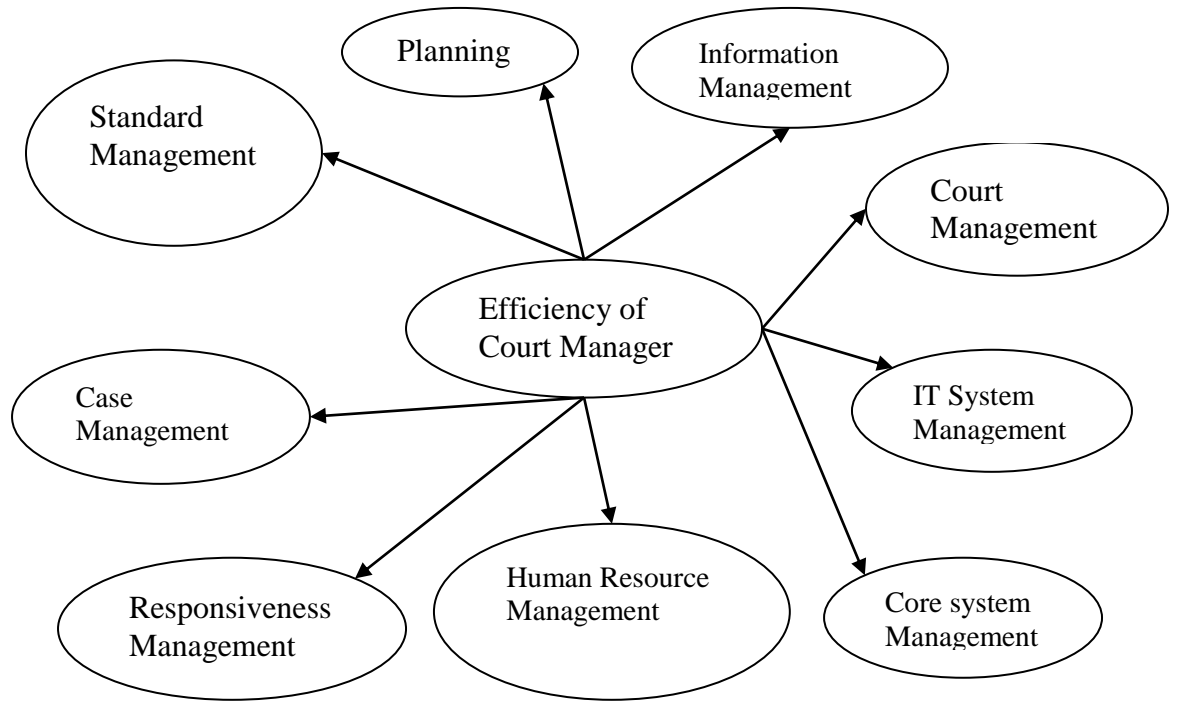 Planning
Information
Management
Standard
Management
Court
Management
Efficiency of
Court Manager
Case
Management
IT System
Management
Responsiveness
Management
Human Resource
Management
Core system
Management